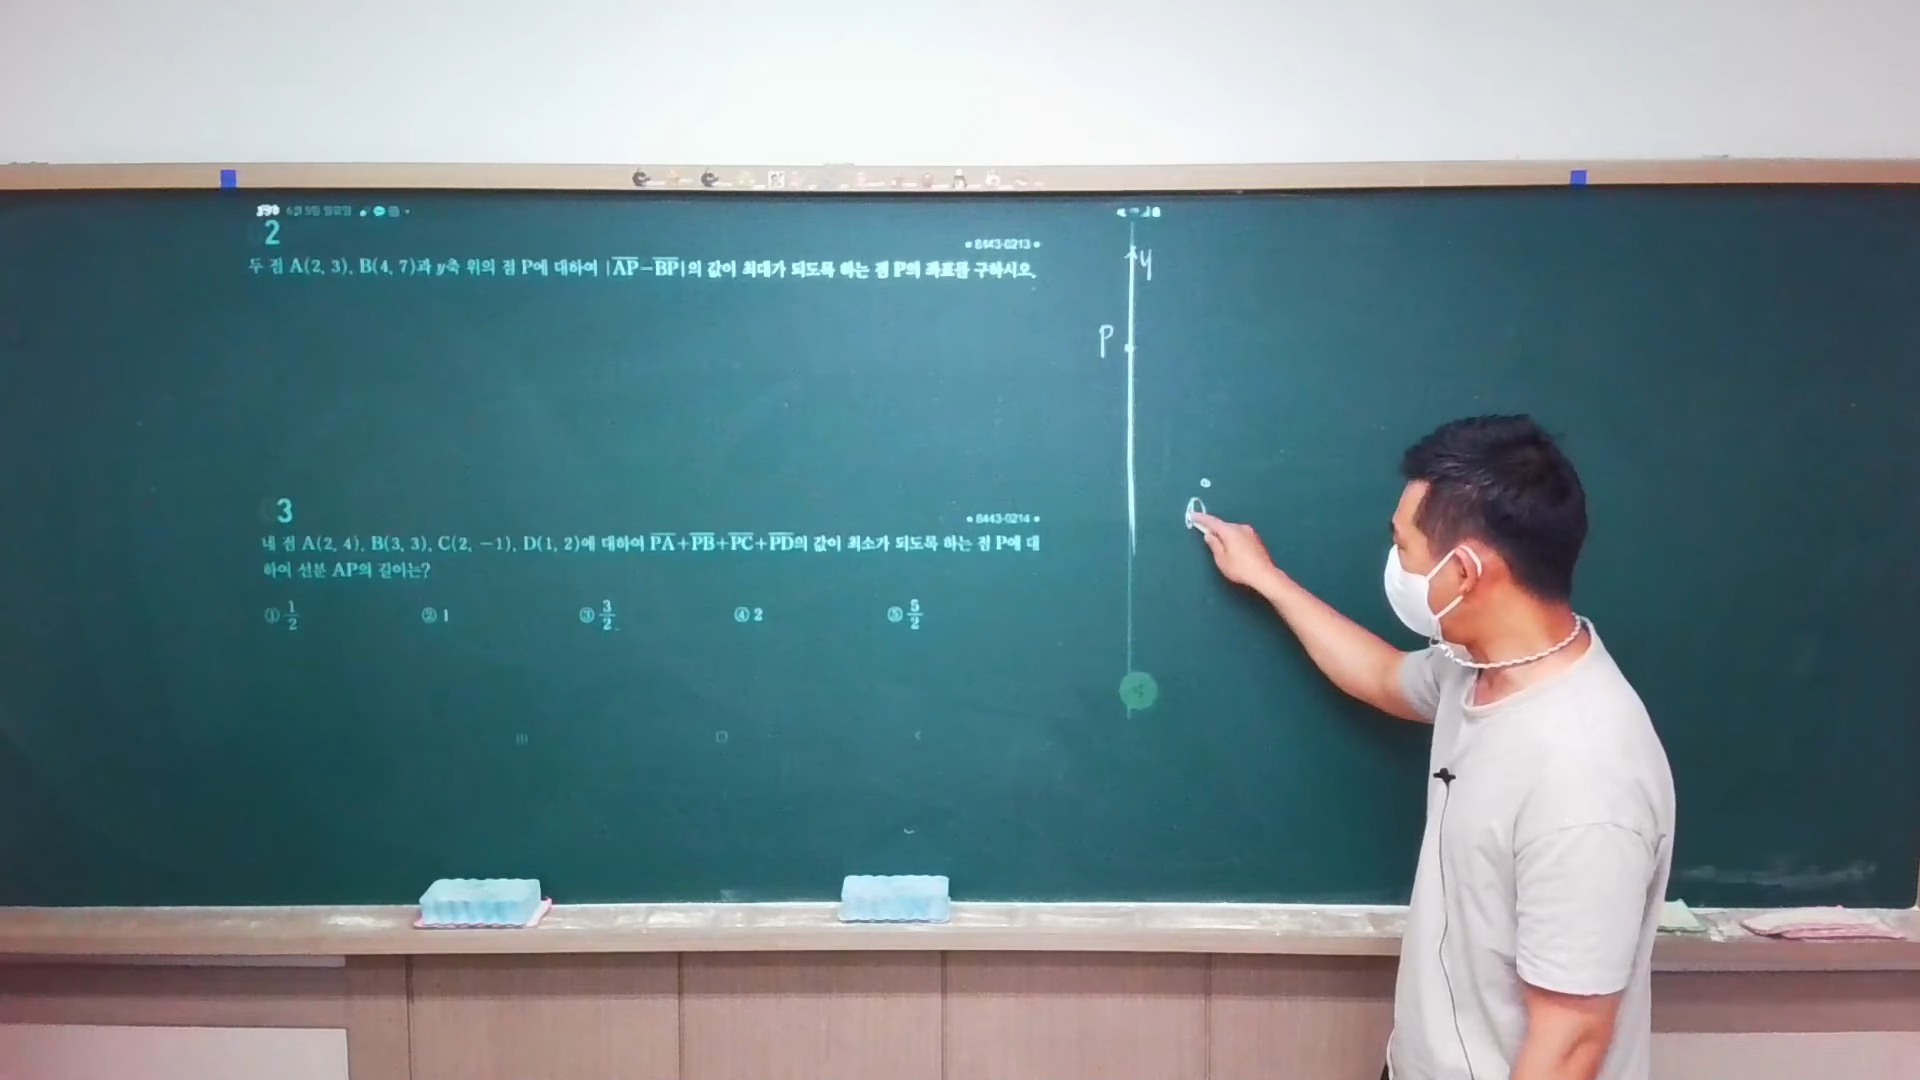 2
8443-0213
두 점 A(2, 3), B(4, 7)과 y축 위의 점 P에 대하여 |AP-BP|의 값이 최대가 되도록 하는 점 P의 좌표를 구하시오.
3
8443-0214
네 점 A(2, 4), B(3, 3), C(2, -1), D(1, 2)에 대하여 PA+PB+PC+PD의 값이 최소가 되도록 하는 점 P에 대
하여 선분 AP의 길이는?
① 1/2 ② 1 ③ 3/2 ④ 2 ⑤ 5/2
y
P